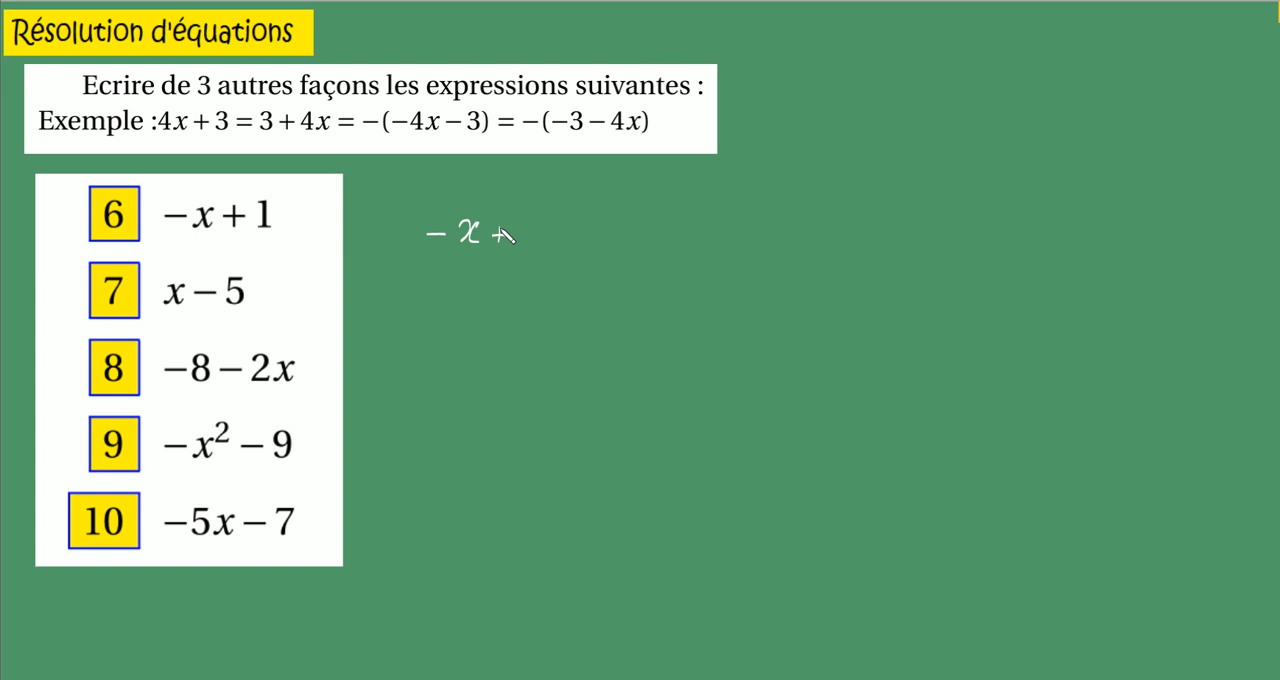 Résolution d'équations
Ecrire de 3 autres façons les expressions suivantes :
Exemple :4x + 3 = 3 + 4x = −(−4x − 3) = −(−3 − 4x)
6 −x + 1
− x +
7 x − 5
8 −8 − 2x
9 −x² − 9
10 −5x − 7